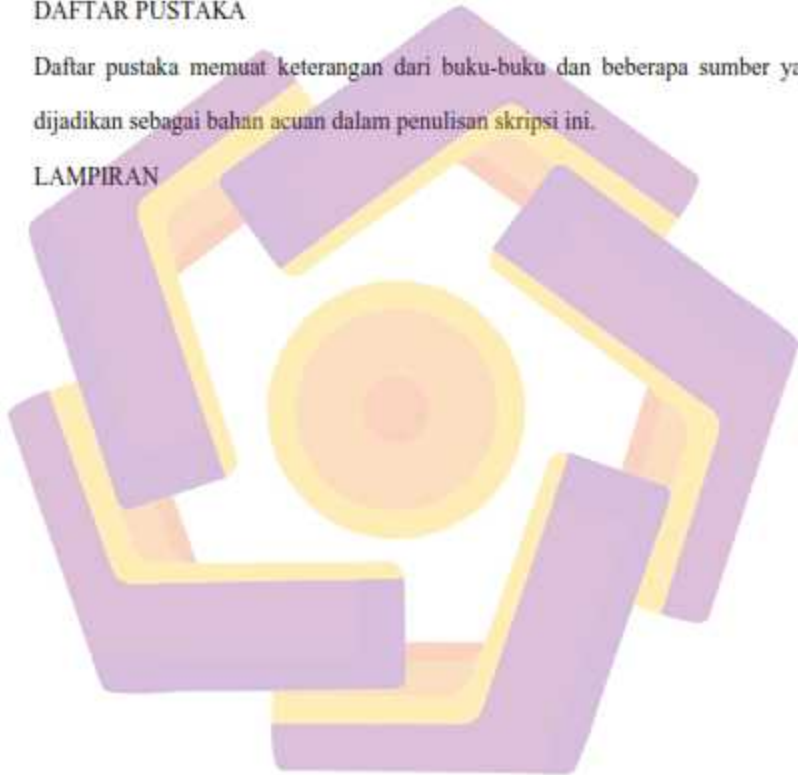 DAFTAR PUSTAKA
Daftar pustaka memuat keterangan dari buku-buku dan beberapa sumber ya
dijadikan sebagai bahan acuan dalam penulisan skripsi ini.
LAMPIRAN